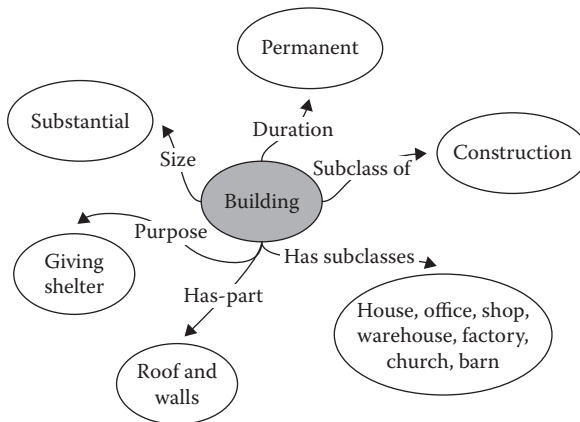 Permanent
Substantial
Duration
Size
Subclass of
Construction
Building
Purpose
Has subclasses
Giving
shelter
Has-part
House, office, shop,
warehouse, factory,
church, barn
Roof and
walls